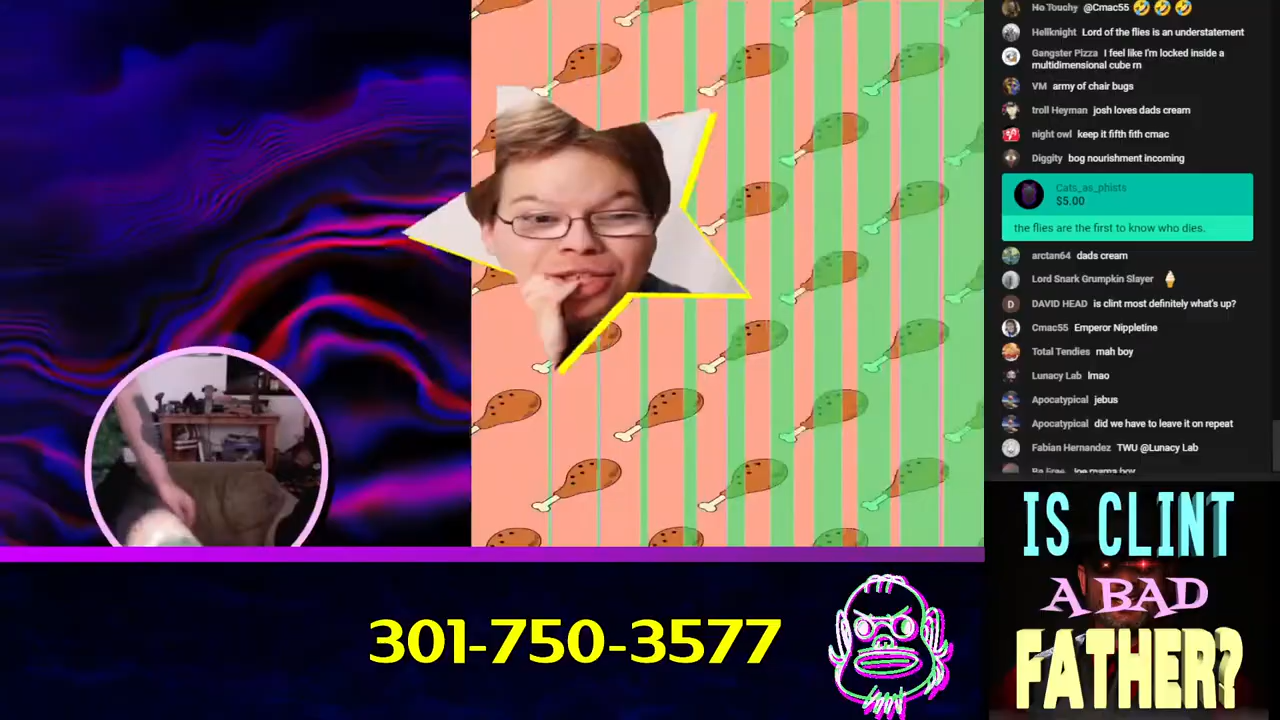 Ho Touchy @Cmac55 🤣🤣🤣
Hellknight Lord of the flies is an understatement
Gangster Pizza I feel like I'm locked inside a
multidimensional cube rn
VM army of chair bugs
troll Heyman josh loves dads cream
night owl keep it fifth fifth cmac
Diggity bog nourishment incoming
Cats_as_phists
$5.00
the flies are the first to know who dies.
arctan64 dads cream
Lord Snark Grumpkin Slayer 🍦
DAVID HEAD is clint most definitely what's up?
Cmac55 Emperor Nippletine
Total Tendies mah boy
Lunacy Lab lmao
Apocatypical jebus
Apocatypical did we have to leave it on repeat
Fabian Hernandez TWU @Lunacy Lab
Joe mama boy
IS CLINT
A BAD
FATHER?
301-750-3577